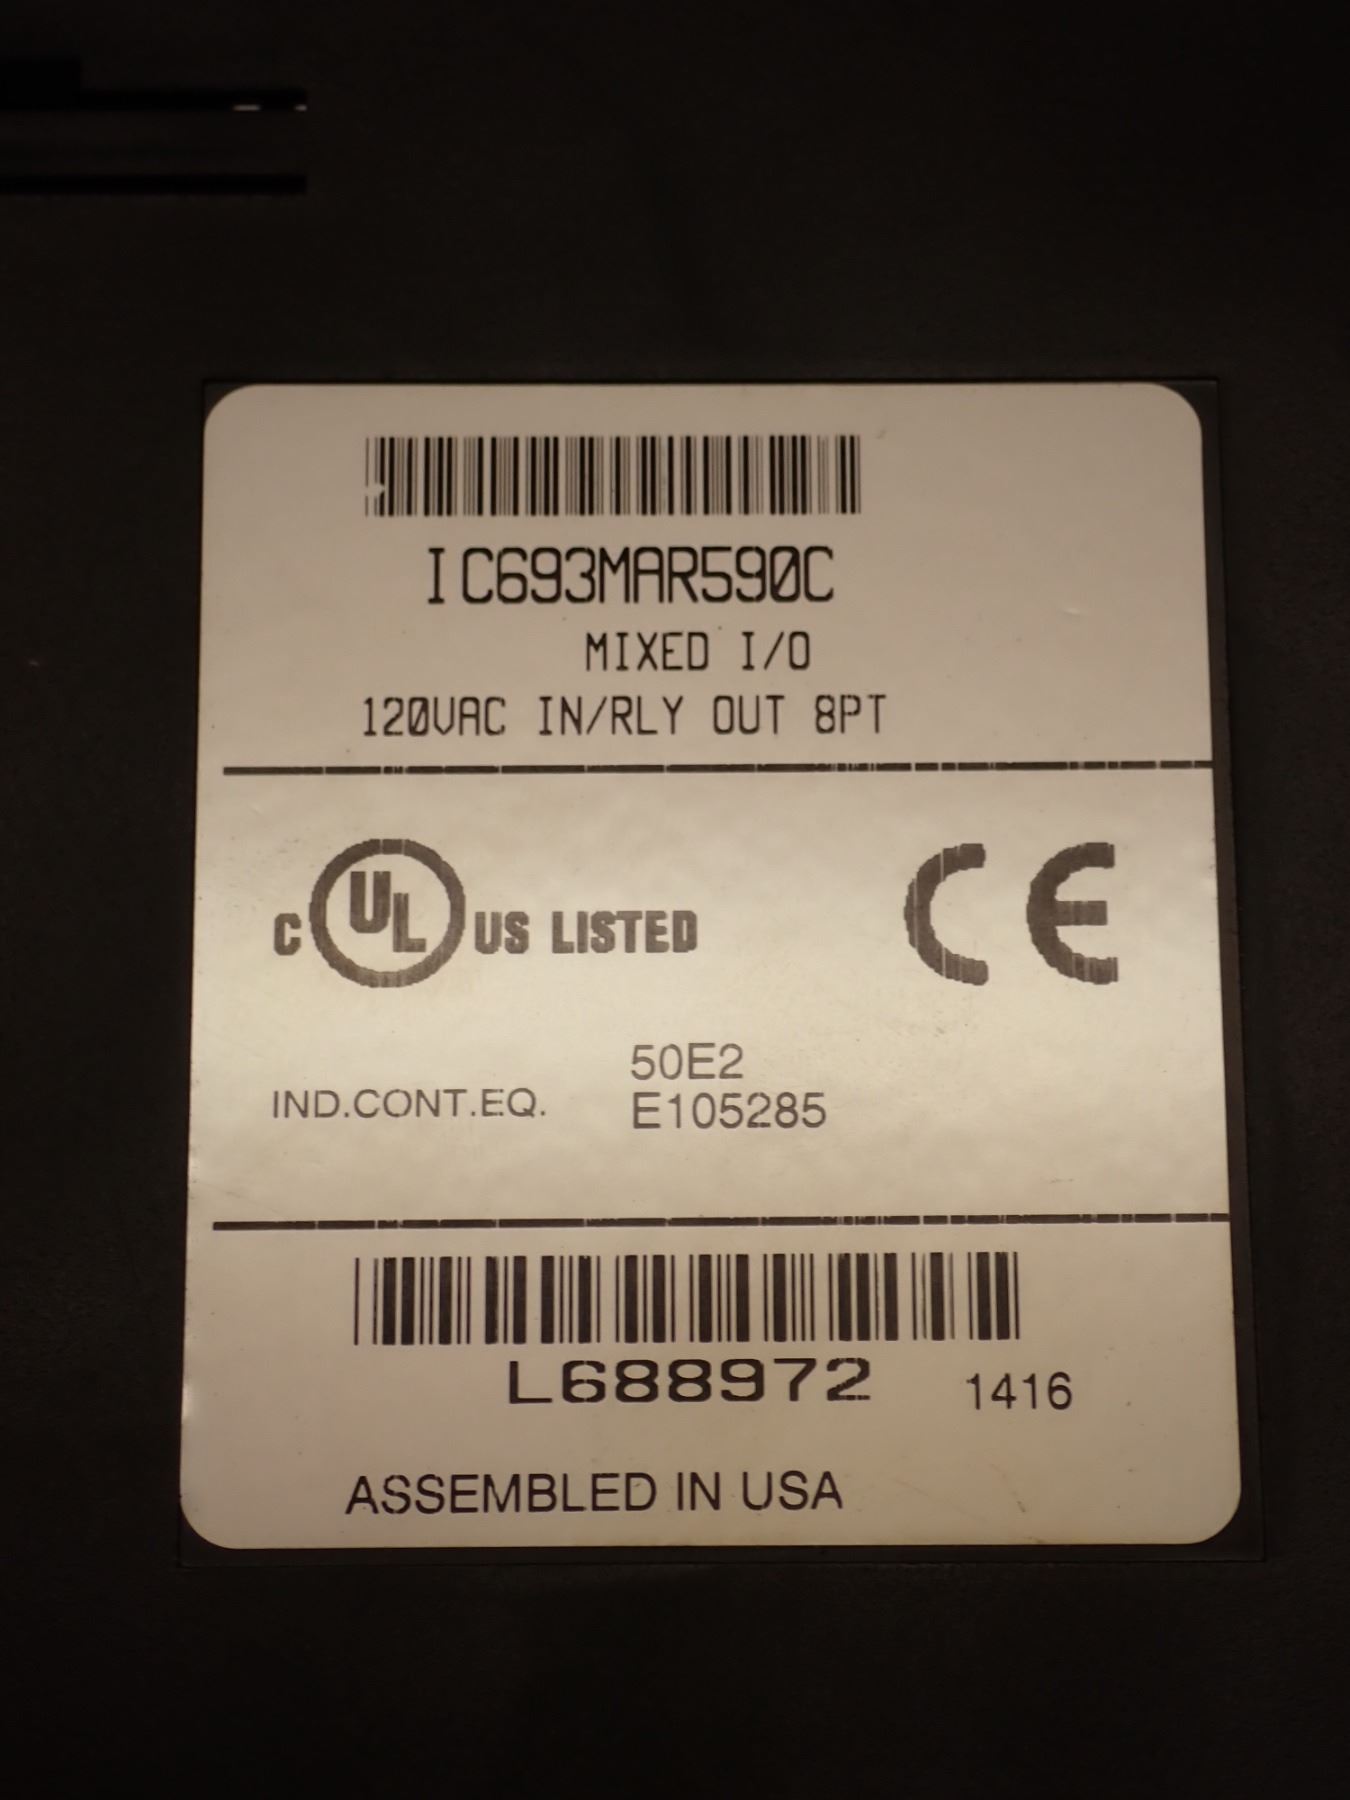 IC693MAR590C
MIXED I/O
120VAC IN/RLY OUT 8PT
C UL US LISTED
CE
50E2
IND.CONT.EQ.
E105285
L688972 1416
ASSEMBLED IN USA